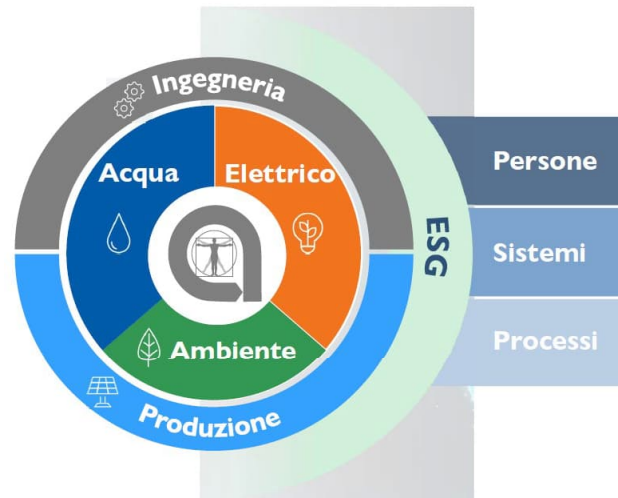 Ingegneria
Acqua
Elettrico
Ambiente
Produzione
ESG
Persone
Sistemi
Processi